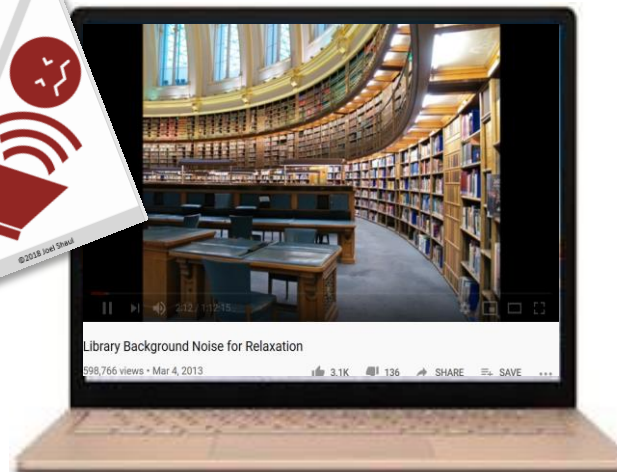 ©2018 Joel Shaul
2:12 / 1:12:15
Library Background Noise for Relaxation
598,766 views • Mar 4, 2013
3.1K 136 SHARE SAVE